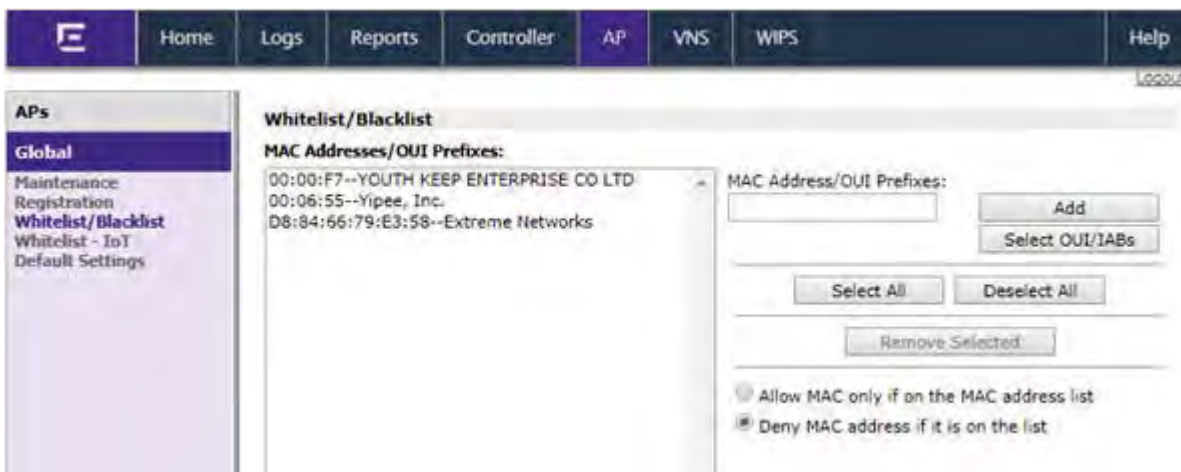 Home Logs Reports Controller AP VNS WIPS Help
Logout
APs
Global
Maintenance
Registration
Whitelist/Blacklist
Whitelist - IoT
Default Settings
Whitelist/Blacklist
MAC Addresses/OUI Prefixes:
00:00:F7--YOUTH KEEP ENTERPRISE CO LTD
00:06:55--Yipee, Inc.
D8:84:66:79:E3:58--Extreme Networks
MAC Address/OUI Prefixes:
Add
Select OUI/IABs
Select All Deselect All
Remove Selected
Allow MAC only if on the MAC address list
Deny MAC address if it is on the list